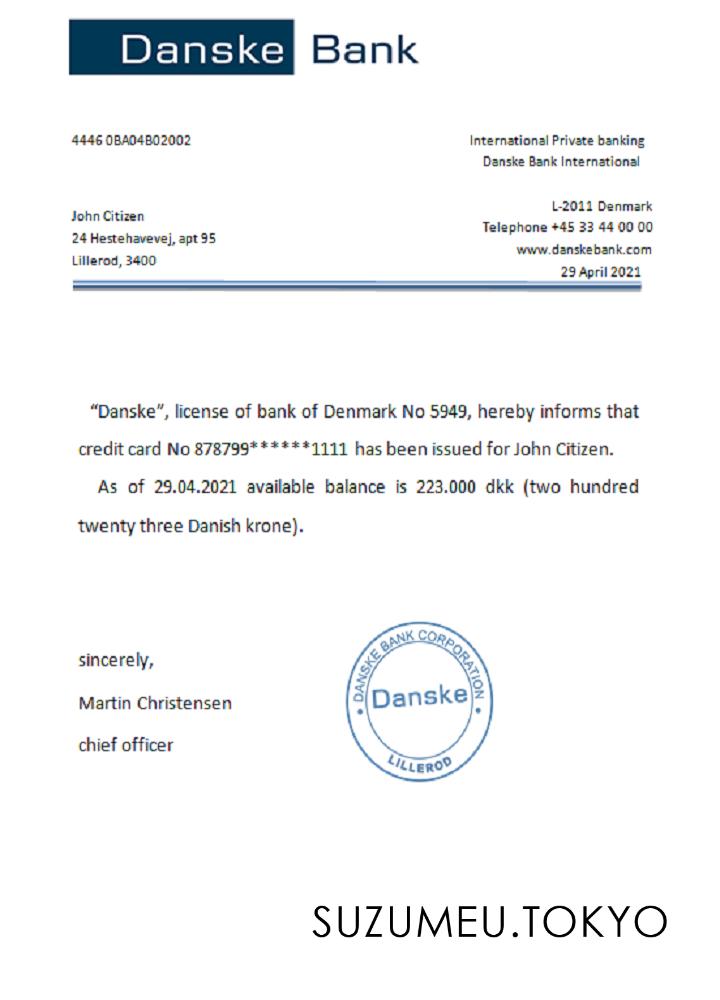 Danske Bank
4446 0BA04B02002
International Private banking
Danske Bank International
John Citizen
24 Hestehavevej, apt 95
Lillerod, 3400
L-2011 Denmark
Telephone +45 33 44 00 00
www.danskebank.com
29 April 2021
“Danske”, license of bank of Denmark No 5949, hereby informs that
credit card No 878799******1111 has been issued for John Citizen.
As of 29.04.2021 available balance is 223.000 dkk (two hundred
twenty three Danish krone).
sincerely,
Martin Christensen
chief officer
DANSKE BANK CORPORATION
Danske
LILLEROD
SUZUMEU.TOKYO